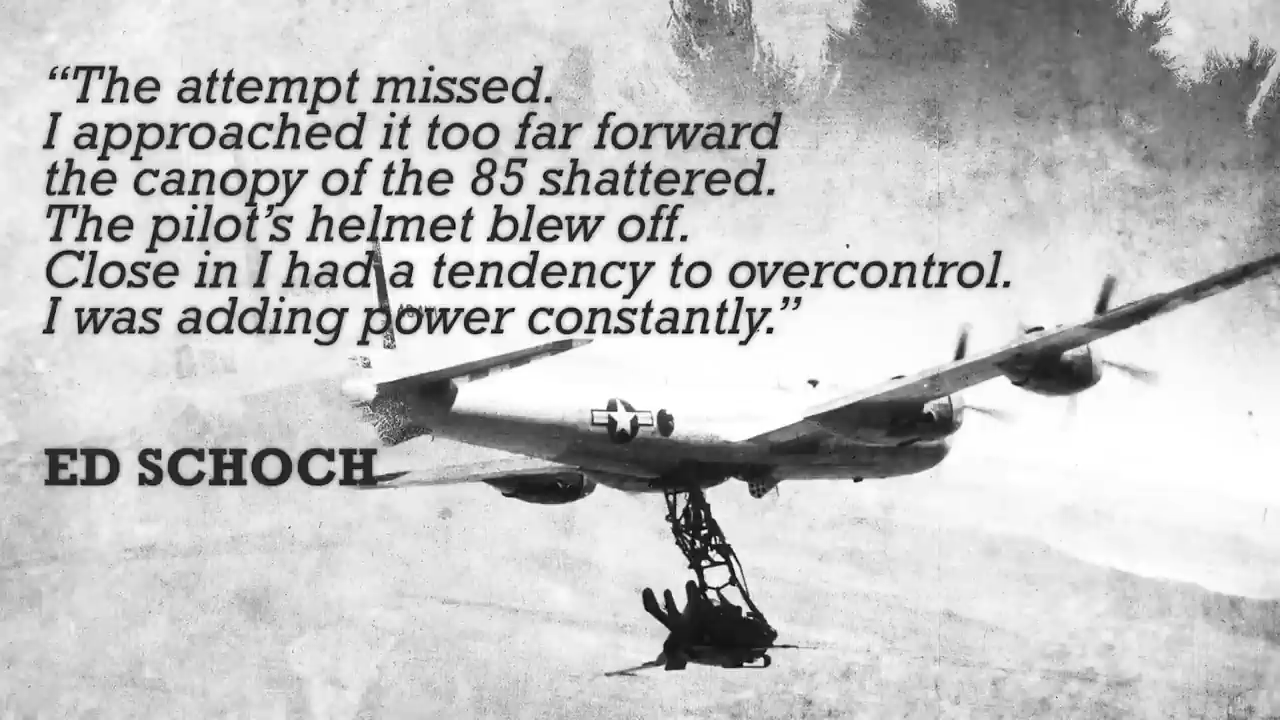 “The attempt missed.
I approached it too far forward
the canopy of the 85 shattered.
The pilot’s helmet blew off.
Close in I had a tendency to overcontrol.
I was adding power constantly.”
ED SCHOCH